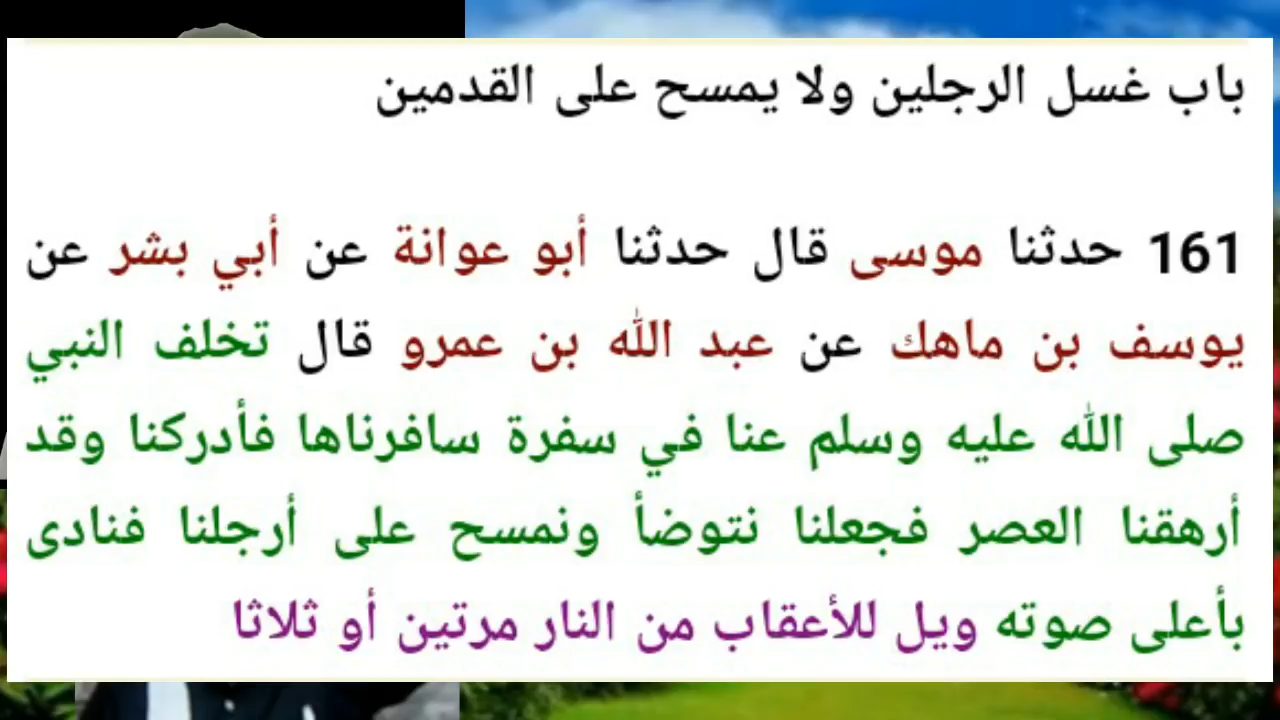 باب غسل الرجلين ولا يمسح على القدمين
161 حدثنا موسى قال حدثنا أبو عوانة عن أبي بشر عن
يوسف بن ماهك عن عبد الله بن عمرو قال تخلف النبي
صلى الله عليه وسلم عنا في سفرة سافرناها فأدركنا وقد
أرهقنا العصر فجعلنا نتوضأ ونمسح على أرجلنا فنادى
بأعلى صوته ويل للأعقاب من النار مرتين أو ثلاثا